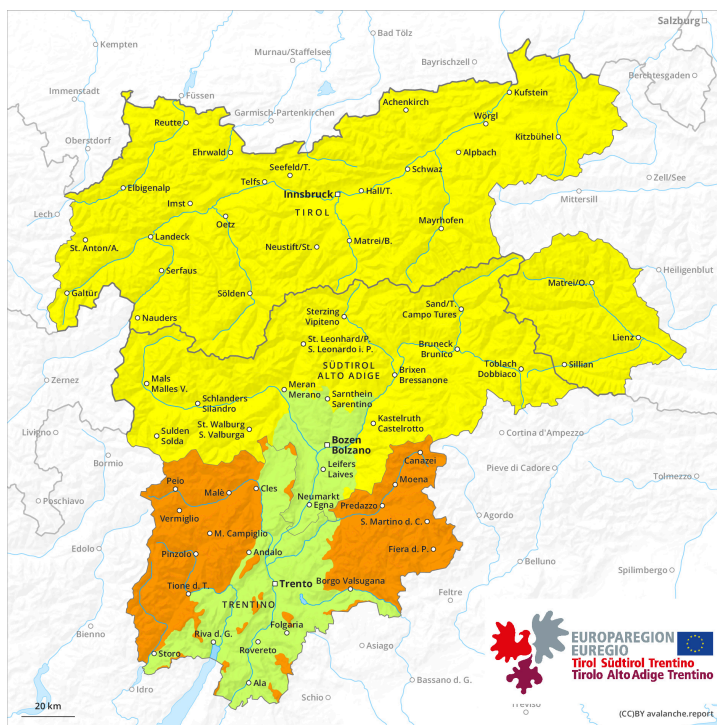 Salzburg
Bad Tölz
Kempten
Murnau/Staffelsee
Bayrischzell
Berchtesgaden
Immenstadt
Füssen
Kufstein
Achenkirch
Garmisch-Partenkirchen
Wörgl
Reutte
Oberstdorf
Kitzbühel
Ehrwald
Alpbach
Seefeld/T.
Schwaz
Zell/See
Telfs
Elbigenalp
Innsbruck
Hall/T.
Mittersill
Imst
TIROL
Lech
Oetz
Mayrhofen
Landeck
Matrei/B.
St. Anton/A.
Neustift/St.
Serfaus
Heiligenblut
Matrei/O.
Galtür
Sölden
Sand/T.
Campo Tures
Nauders
Sterzing
Vipiteno
Lienz
St. Leonhard/P.
S. Leonardo i. P.
Bruneck
Brunico
SÜDTIROL
ALTO ADIGE
Toblach
Dobbiaco
Sillian
Brixen
Bressanone
Zernez
Mals
Malles V.
Meran
Merano
Sarnthein
Sarentino
Schlanders
Silandro
Kastelruth
Castelrotto
St. Walburg
S. Valburga
Sulden
Solda
Livigno
Cortina d'Ampezzo
Bozen
Bolzano
Bormio
Canazei
Leifers
Laives
Pieve di Cadore
Peio
Tolmezzo
Moena
Malè
Cles
Neumarkt
Egna
Poschiavo
Predazzo
Vermiglio
Agordo
S. Martino d. C.
M. Campiglio
Edolo
Pinzolo
Andalo
Fiera d. P.
Belluno
Spilimbergo
Trento
Borgo Valsugana
Tione d. T.
Feltre
TRENTINO
Folgaria
Bienno
Riva d. G.
Rovereto
Asiago
Storo
Ala
Bassano d. G.
Idro
Schio
Treviso
EUROPAREGION
EUREGIO
Tirol Südtirol Trentino
Tirolo Alto Adige Trentino
20 km
(CC)BY avalanche.report